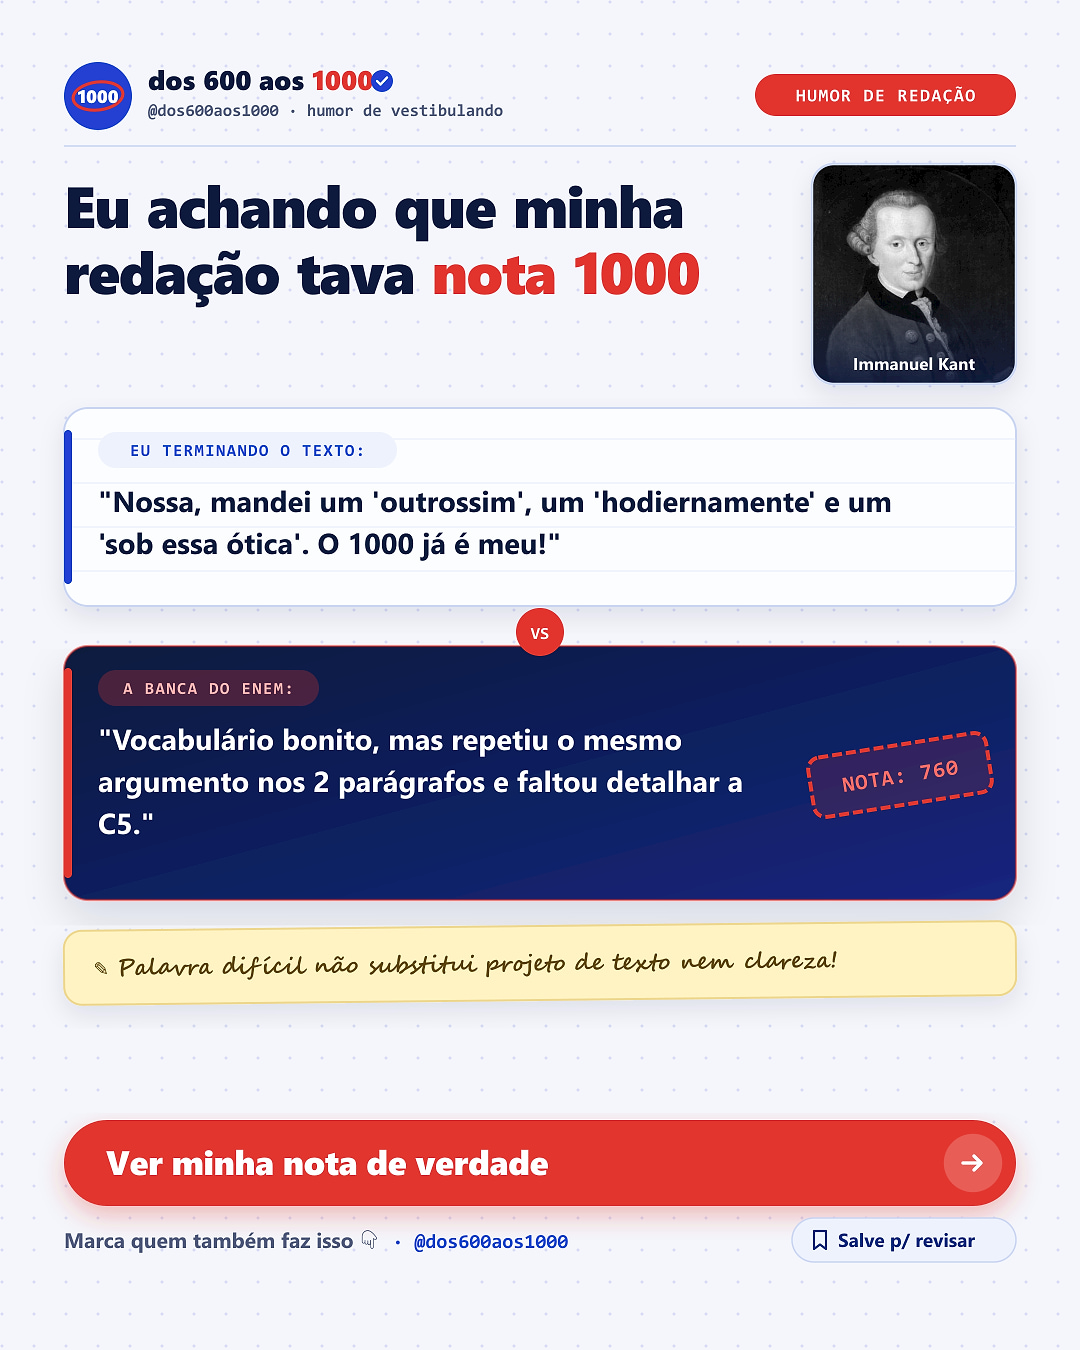 1000
dos 600 aos 1000
@dos600aos1000 · humor de vestibulando
HUMOR DE REDAÇÃO
Eu achando que minha
redação tava nota 1000
Immanuel Kant
EU TERMINANDO O TEXTO:
"Nossa, mandei um 'outrossim', um 'hodiernamente' e um
'sob essa ótica'. O 1000 já é meu!"
VS
A BANCA DO ENEM:
"Vocabulário bonito, mas repetiu o mesmo
argumento nos 2 parágrafos e faltou detalhar a
C5."
NOTA: 760
✎ Palavra difícil não substitui projeto de texto nem clareza!
Ver minha nota de verdade
Marca quem também faz isso 👇 · @dos600aos1000
Salve p/ revisar